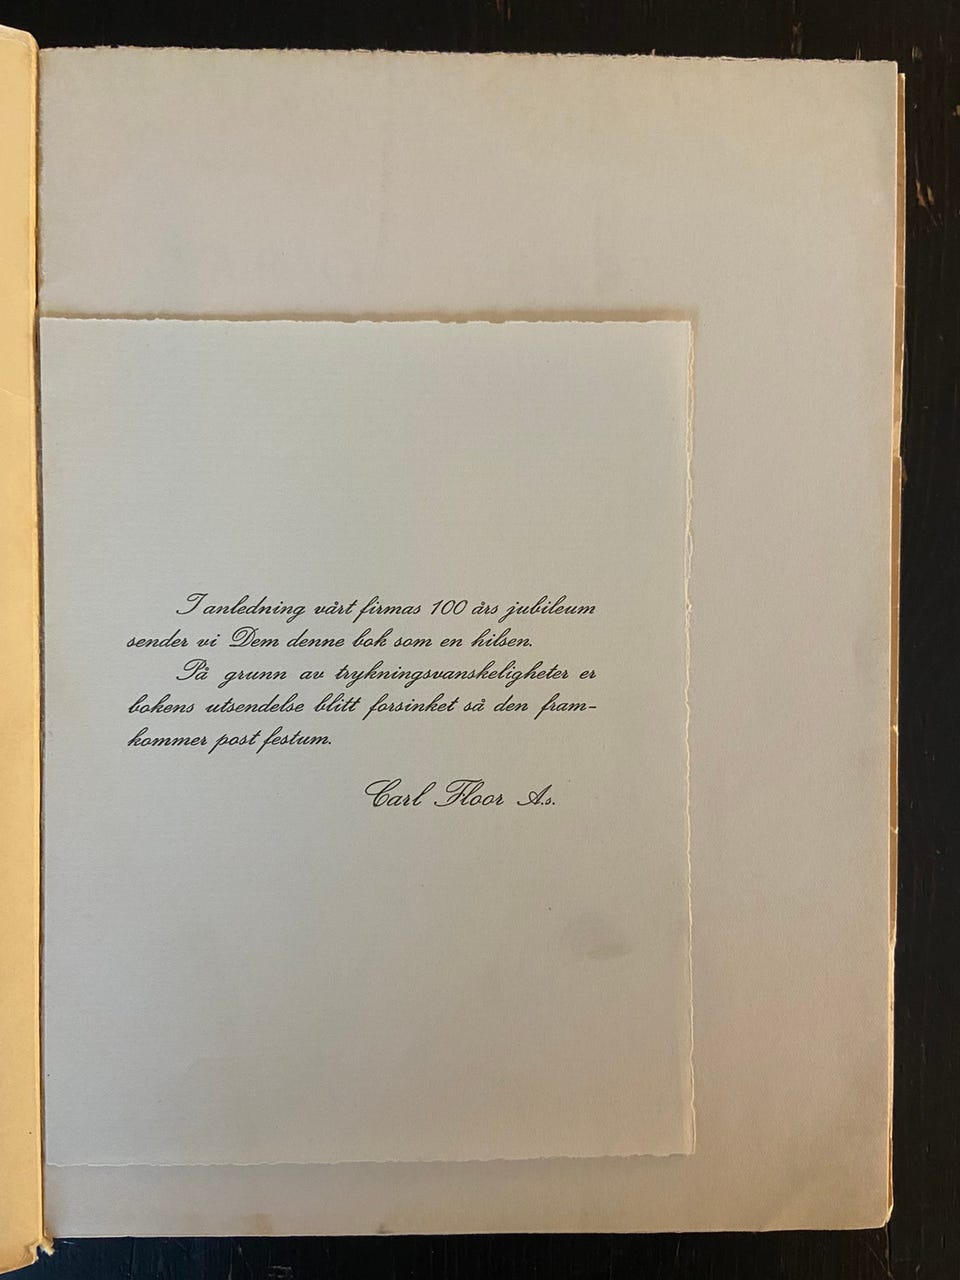 I anledning vårt firmas 100 års jubileum
sender vi Dem denne bok som en hilsen.
På grunn av trykningsvanskeligheter er
bokens utsendelse blitt forsinket så den fram-
kommer post festum.
Carl Floor A.s.